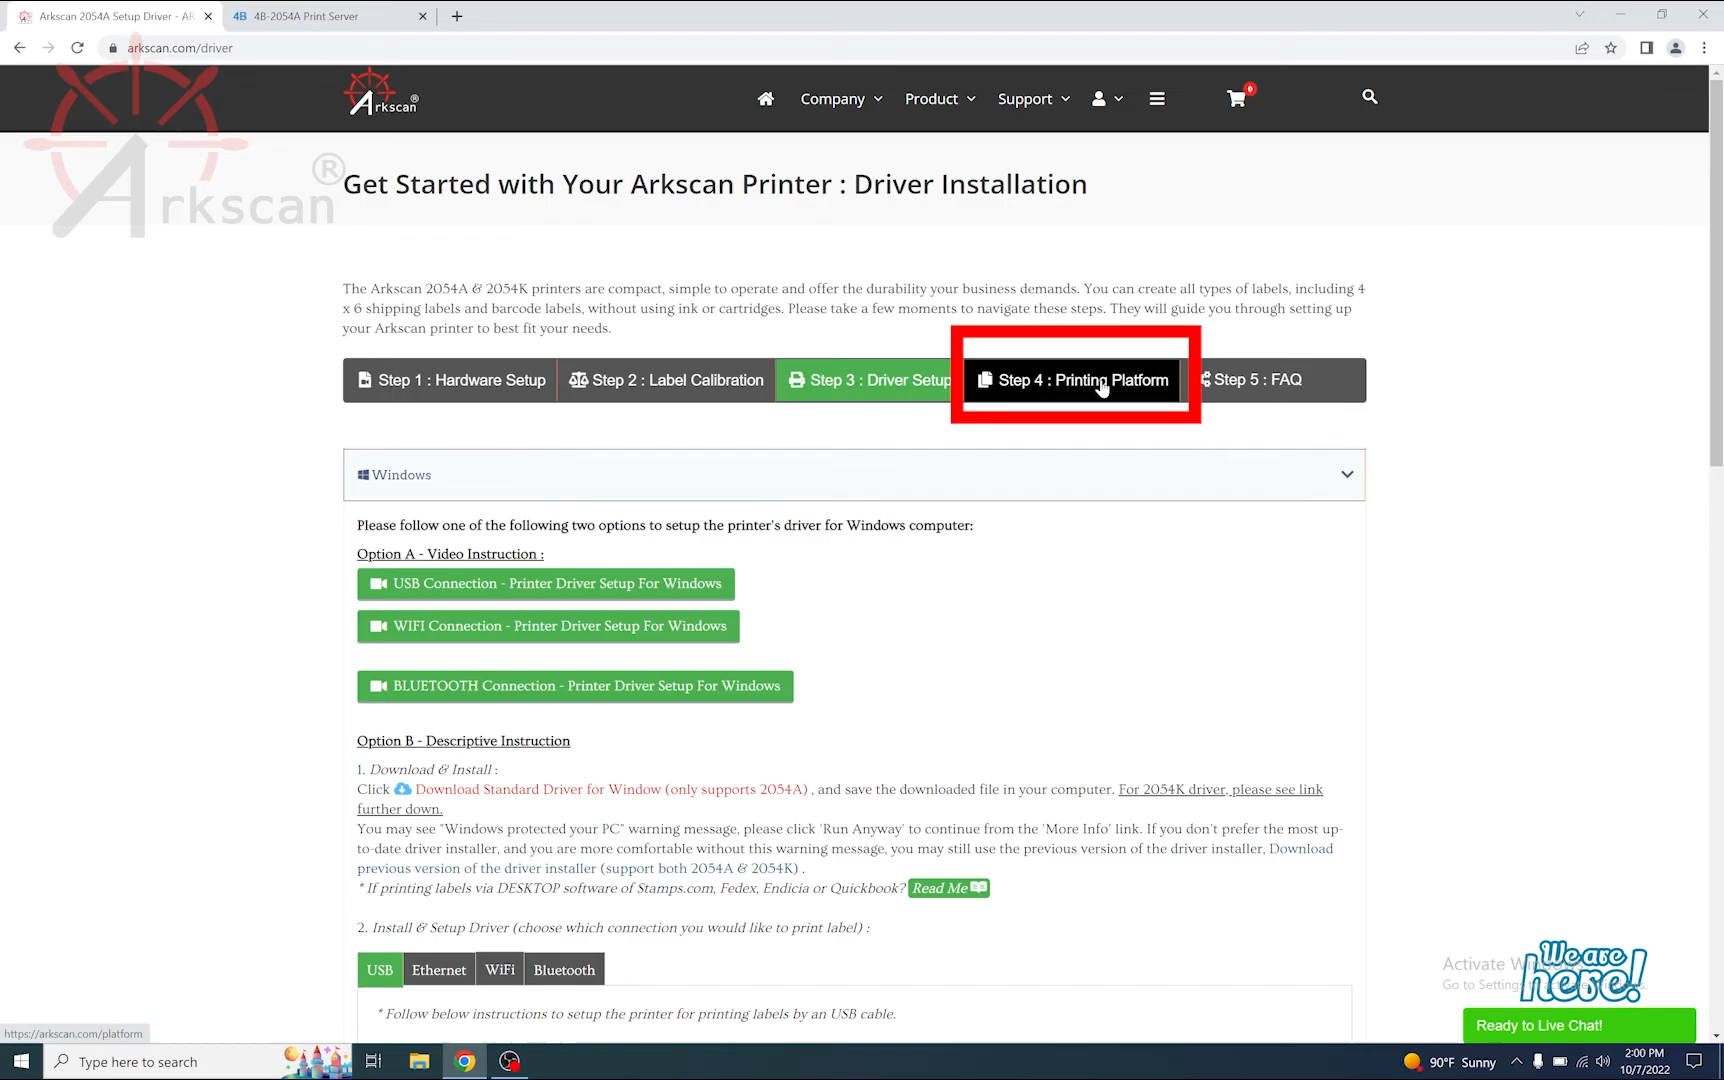 Arkscan 2054A Setup Driver - AR
4B 4B-2054A Print Server
arkscan.com/driver
Arkscan®
Company Product Support 0
Arkscan®
Get Started with Your Arkscan Printer : Driver Installation
The Arkscan 2054A & 2054K printers are compact, simple to operate and offer the durability your business demands. You can create all types of labels, including 4
x 6 shipping labels and barcode labels, without using ink or cartridges. Please take a few moments to navigate these steps. They will guide you through setting up
your Arkscan printer to best fit your needs.
Step 1 : Hardware Setup Step 2 : Label Calibration Step 3 : Driver Setup Step 4 : Printing Platform Step 5 : FAQ
Windows
Please follow one of the following two options to setup the printer's driver for Windows computer:
Option A - Video Instruction :
USB Connection - Printer Driver Setup For Windows
WIFI Connection - Printer Driver Setup For Windows
BLUETOOTH Connection - Printer Driver Setup For Windows
Option B - Descriptive Instruction
1. Download & Install :
Click Download Standard Driver for Window (only supports 2054A) , and save the downloaded file in your computer. For 2054K driver, please see link
further down.
You may see "Windows protected your PC" warning message, please click 'Run Anyway' to continue from the 'More Info' link. If you don't prefer the most up-
to-date driver installer, and you are more comfortable without this warning message, you may still use the previous version of the driver installer, Download
previous version of the driver installer (support both 2054A & 2054K) .
* If printing labels via DESKTOP software of Stamps.com, Fedex, Endicia or Quickbook? Read Me
2. Install & Setup Driver (choose which connection you would like to print label) :
USB Ethernet WiFi Bluetooth
* Follow below instructions to setup the printer for printing labels by an USB cable.
We are
here!
Activate
Go to Settings
Ready to Live Chat!
https://arkscan.com/platform
Type here to search
90°F Sunny
2:00 PM
10/7/2022